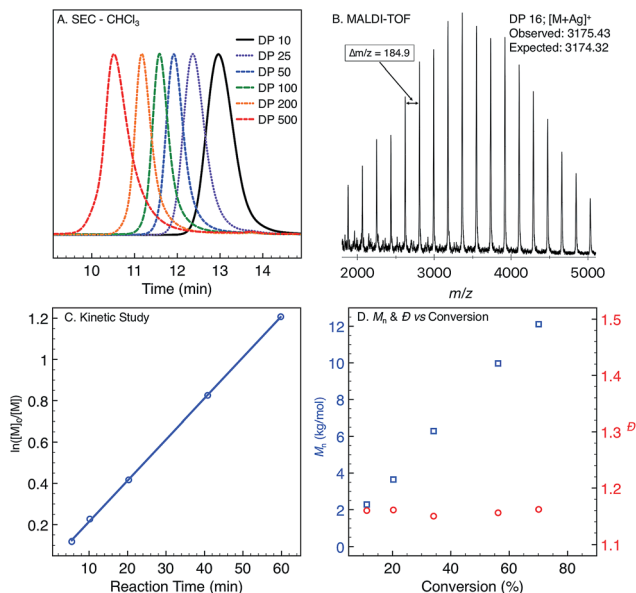 A. SEC - CHCl₃
DP 10
DP 25
DP 50
DP 100
DP 200
DP 500
10 11 12 13 14
Time (min)
B. MALDI-TOF
DP 16; [M+Ag]⁺
Observed: 3175.43
Expected: 3174.32
Δm/z = 184.9
2000 3000 4000 5000
m/z
C. Kinetic Study
1.2
1.0
0.8
0.6
0.4
0.2
ln([M]₀/[M])
10 20 30 40 50 60
Reaction Time (min)
D. Mₙ & Đ vs Conversion
12
10
8
6
4
2
0
Mₙ (kg/mol)
1.5
1.4
1.3
1.2
1.1
Đ
20 40 60 80
Conversion (%)